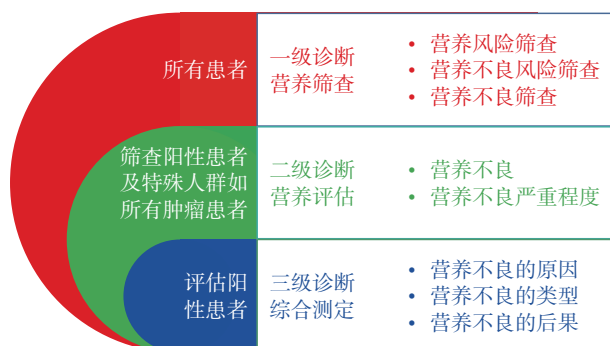 所有患者
一级诊断
营养筛查
• 营养风险筛查
• 营养不良风险筛查
• 营养不良筛查
筛查阳性患者
及特殊人群如
所有肿瘤患者
二级诊断
营养评估
• 营养不良
• 营养不良严重程度
评估阳
性患者
三级诊断
综合测定
• 营养不良的原因
• 营养不良的类型
• 营养不良的后果